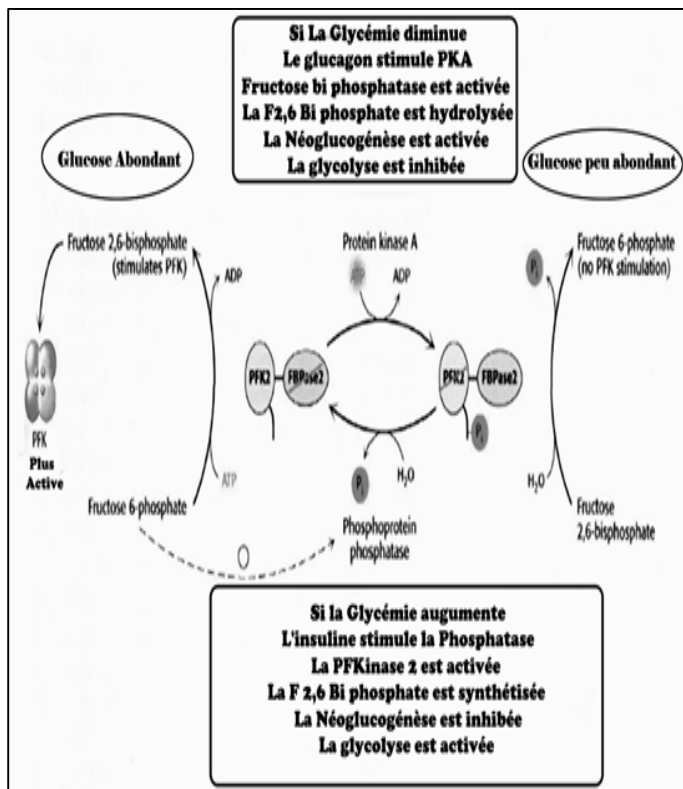 Si La Glycémie diminue
Le glucagon stimule PKA
Fructose bi phosphatase est activée
La F2,6 Bi phosphate est hydrolysée
La Néoglucogénèse est activée
La glycolyse est inhibée
Glucose Abondant
Glucose peu abondant
Fructose 2,6-bisphosphate
(stimulates PFK)
ADP
Protein kinase A
ATP
ADP
Pi
Fructose 6-phosphate
(no PFK stimulation)
PFK2
FBPase2
PFK2
FBPase2
Pi
PFK
Plus
Active
ATP
Fructose 6-phosphate
Pi
H2O
Phosphoprotein
phosphatase
H2O
Fructose
2,6-bisphosphate
Si la Glycémie augumente
L'insuline stimule la Phosphatase
La PFKinase 2 est activée
La F 2,6 Bi phosphate est synthétisée
La Néoglucogénèse est inhibée
La glycolyse est activée